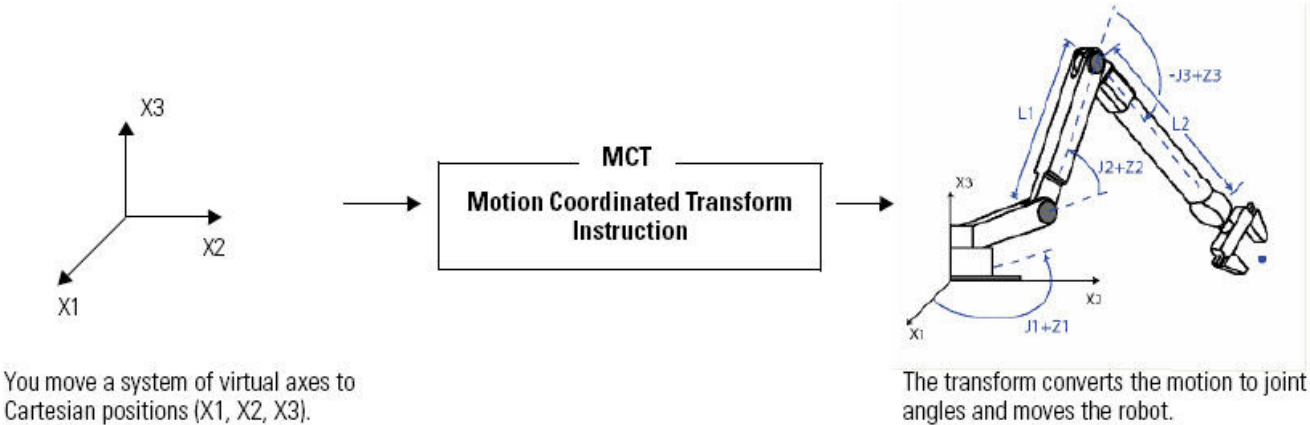 X3
X2
X1
You move a system of virtual axes to
Cartesian positions (X1, X2, X3).
MCT
Motion Coordinated Transform
Instruction
-J3+Z3
L1
L2
J2+Z2
X3
X2
X1
J1+Z1
The transform converts the motion to joint
angles and moves the robot.